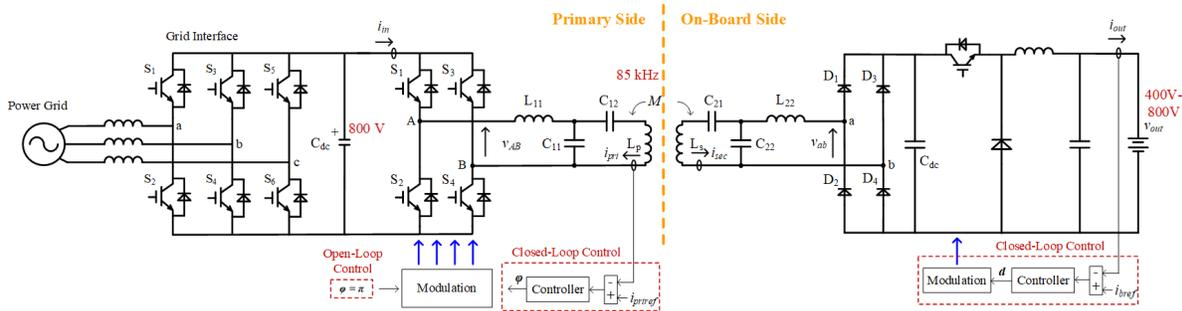 Primary Side
On-Board Side
Grid Interface
i_in
i_out
S₁
S₃
S₅
S₁
S₃
85 kHz
D₁
D₃
400V-
800V
v_out
Power Grid
L₁₁
C₁₂
M
C₂₁
L₂₂
a
b
c
C_dc
+
800 V
A
B
v_AB
C₁₁
L_p
i_pri
L_s
i_sec
C₂₂
v_ab
a
b
C_dc
S₂
S₄
S₆
S₂
S₄
D₂
D₄
Open-Loop
Control
φ = π
Modulation
Closed-Loop Control
φ
Controller
-
+
i_priref
Closed-Loop Control
Modulation
d
Controller
-
+
i_bref